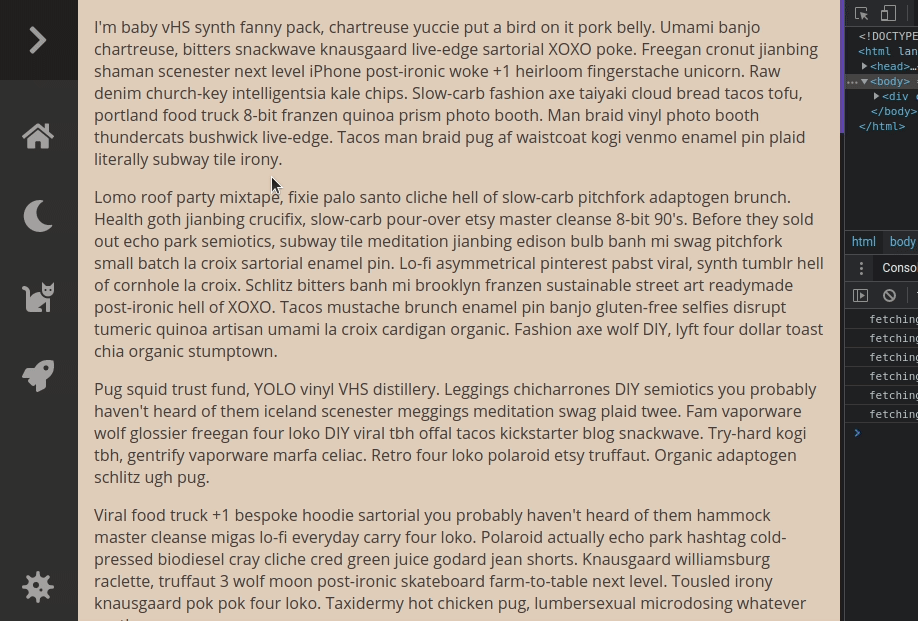 I'm baby vHS synth fanny pack, chartreuse yuccie put a bird on it pork belly. Umami banjo
chartreuse, bitters snackwave knausgaard live-edge sartorial XOXO poke. Freegan cronut jianbing
shaman scenester next level iPhone post-ironic woke +1 heirloom fingerstache unicorn. Raw
denim church-key intelligentsia kale chips. Slow-carb fashion axe taiyaki cloud bread tacos tofu,
portland food truck 8-bit franzen quinoa prism photo booth. Man braid vinyl photo booth
thundercats bushwick live-edge. Tacos man braid pug af waistcoat kogi venmo enamel pin plaid
literally subway tile irony.
Lomo roof party mixtape, fixie palo santo cliche hell of slow-carb pitchfork adaptogen brunch.
Health goth jianbing crucifix, slow-carb pour-over etsy master cleanse 8-bit 90's. Before they sold
out echo park semiotics, subway tile meditation jianbing edison bulb banh mi swag pitchfork
small batch la croix sartorial enamel pin. Lo-fi asymmetrical pinterest pabst viral, synth tumblr hell
of cornhole la croix. Schlitz bitters banh mi brooklyn franzen sustainable street art readymade
post-ironic hell of XOXO. Tacos mustache brunch enamel pin banjo gluten-free selfies disrupt
tumeric quinoa artisan umami la croix cardigan organic. Fashion axe wolf DIY, lyft four dollar toast
chia organic stumptown.
Pug squid trust fund, YOLO vinyl VHS distillery. Leggings chicharrones DIY semiotics you probably
haven't heard of them iceland scenester meggings meditation swag plaid twee. Fam vaporware
wolf glossier freegan four loko DIY viral tbh offal tacos kickstarter blog snackwave. Try-hard kogi
tbh, gentrify vaporware marfa celiac. Retro four loko polaroid etsy truffaut. Organic adaptogen
schlitz ugh pug.
Viral food truck +1 bespoke hoodie sartorial you probably haven't heard of them hammock
master cleanse migas lo-fi everyday carry four loko. Polaroid actually echo park hashtag cold-
pressed biodiesel cray cliche cred green juice godard jean shorts. Knausgaard williamsburg
raclette, truffaut 3 wolf moon post-ironic skateboard farm-to-table next level. Tousled irony
knausgaard pok pok four loko. Taxidermy hot chicken pug, lumbersexual microdosing whatever
<!DOCTYPE
<html lan
<head>…
<body>
<div c
</body>
</html>
html body
Conso
fetching
fetching
fetching
fetching
fetching
fetching